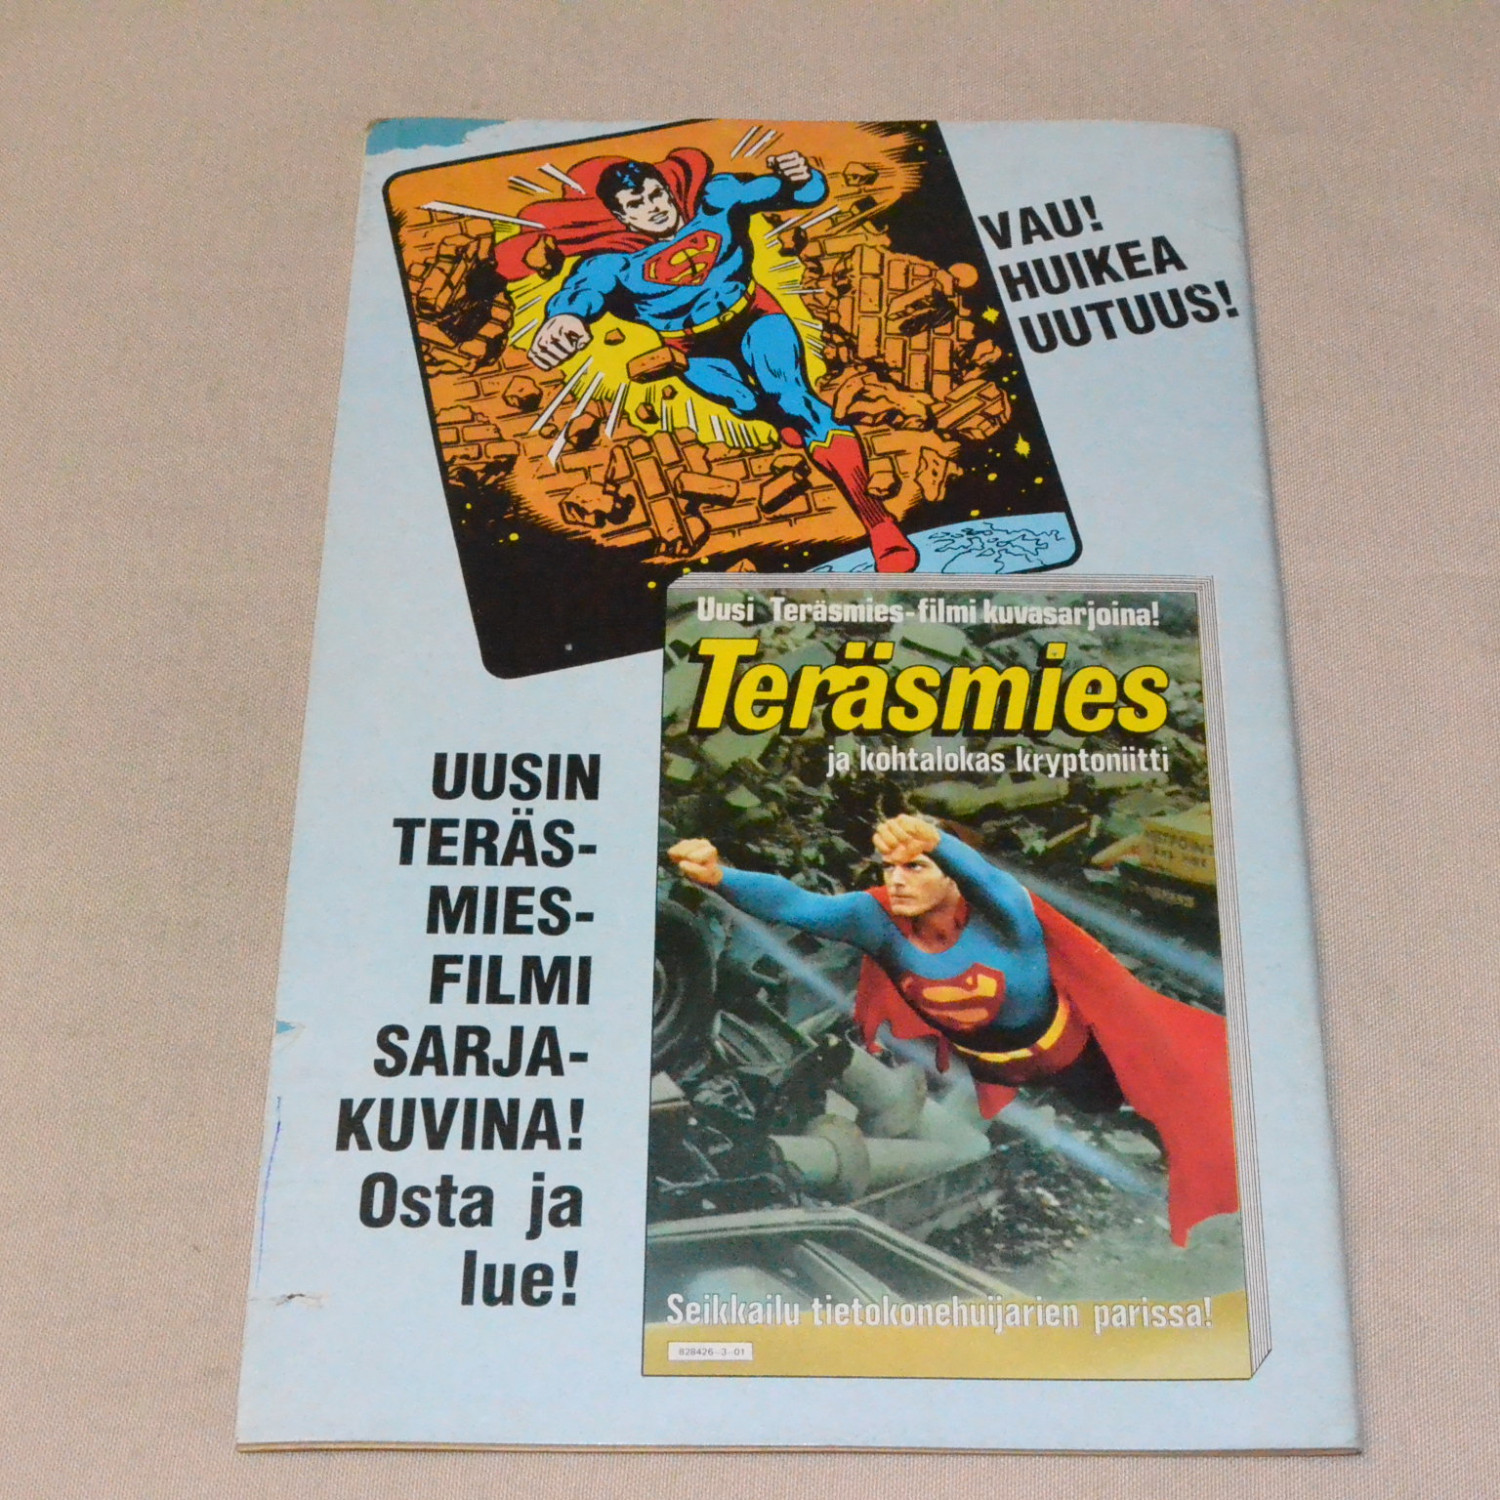 VAU!
HUIKEA
UUTUUS!
Uusi Teräsmies-filmi kuvasarjoina!
Teräsmies
ja kohtalokas kryptoniitti
UUSIN
TERÄS-
MIES-
FILMI
SARJA-
KUVINA!
Osta ja
lue!
Seikkailu tietokonehuijarien parissa!
828426-3-01